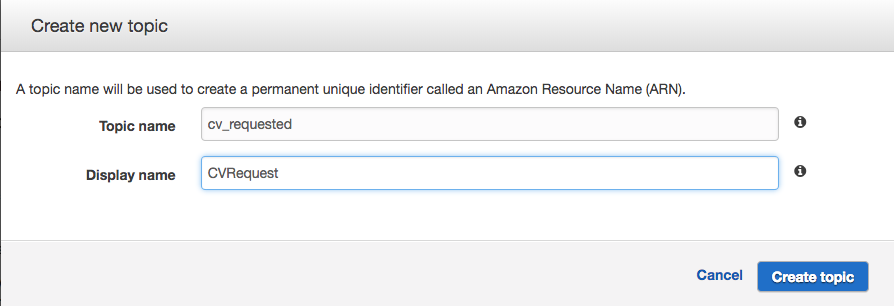 Create new topic
A topic name will be used to create a permanent unique identifier called an Amazon Resource Name (ARN).
Topic name cv_requested
Display name CVRequest
Cancel Create topic